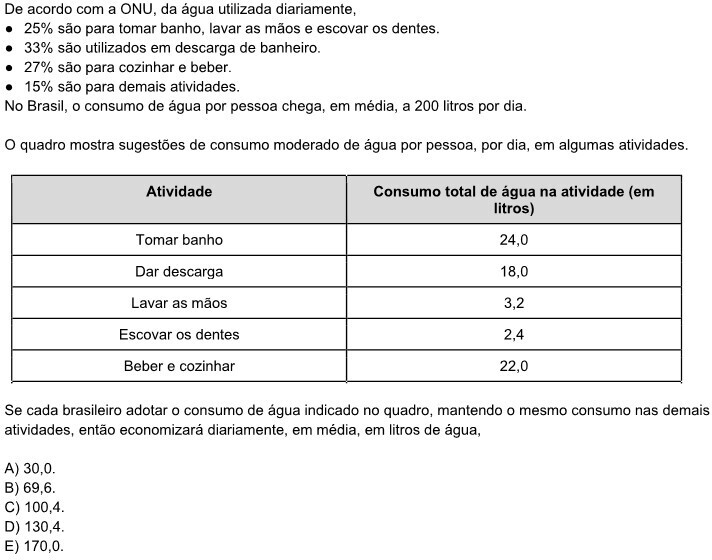 De acordo com a ONU, da água utilizada diariamente,
● 25% são para tomar banho, lavar as mãos e escovar os dentes.
● 33% são utilizados em descarga de banheiro.
● 27% são para cozinhar e beber.
● 15% são para demais atividades.
No Brasil, o consumo de água por pessoa chega, em média, a 200 litros por dia.
O quadro mostra sugestões de consumo moderado de água por pessoa, por dia, em algumas atividades.
Atividade Consumo total de água na atividade (em
litros)
Tomar banho 24,0
Dar descarga 18,0
Lavar as mãos 3,2
Escovar os dentes 2,4
Beber e cozinhar 22,0
Se cada brasileiro adotar o consumo de água indicado no quadro, mantendo o mesmo consumo nas demais
atividades, então economizará diariamente, em média, em litros de água,
A) 30,0.
B) 69,6.
C) 100,4.
D) 130,4.
E) 170,0.